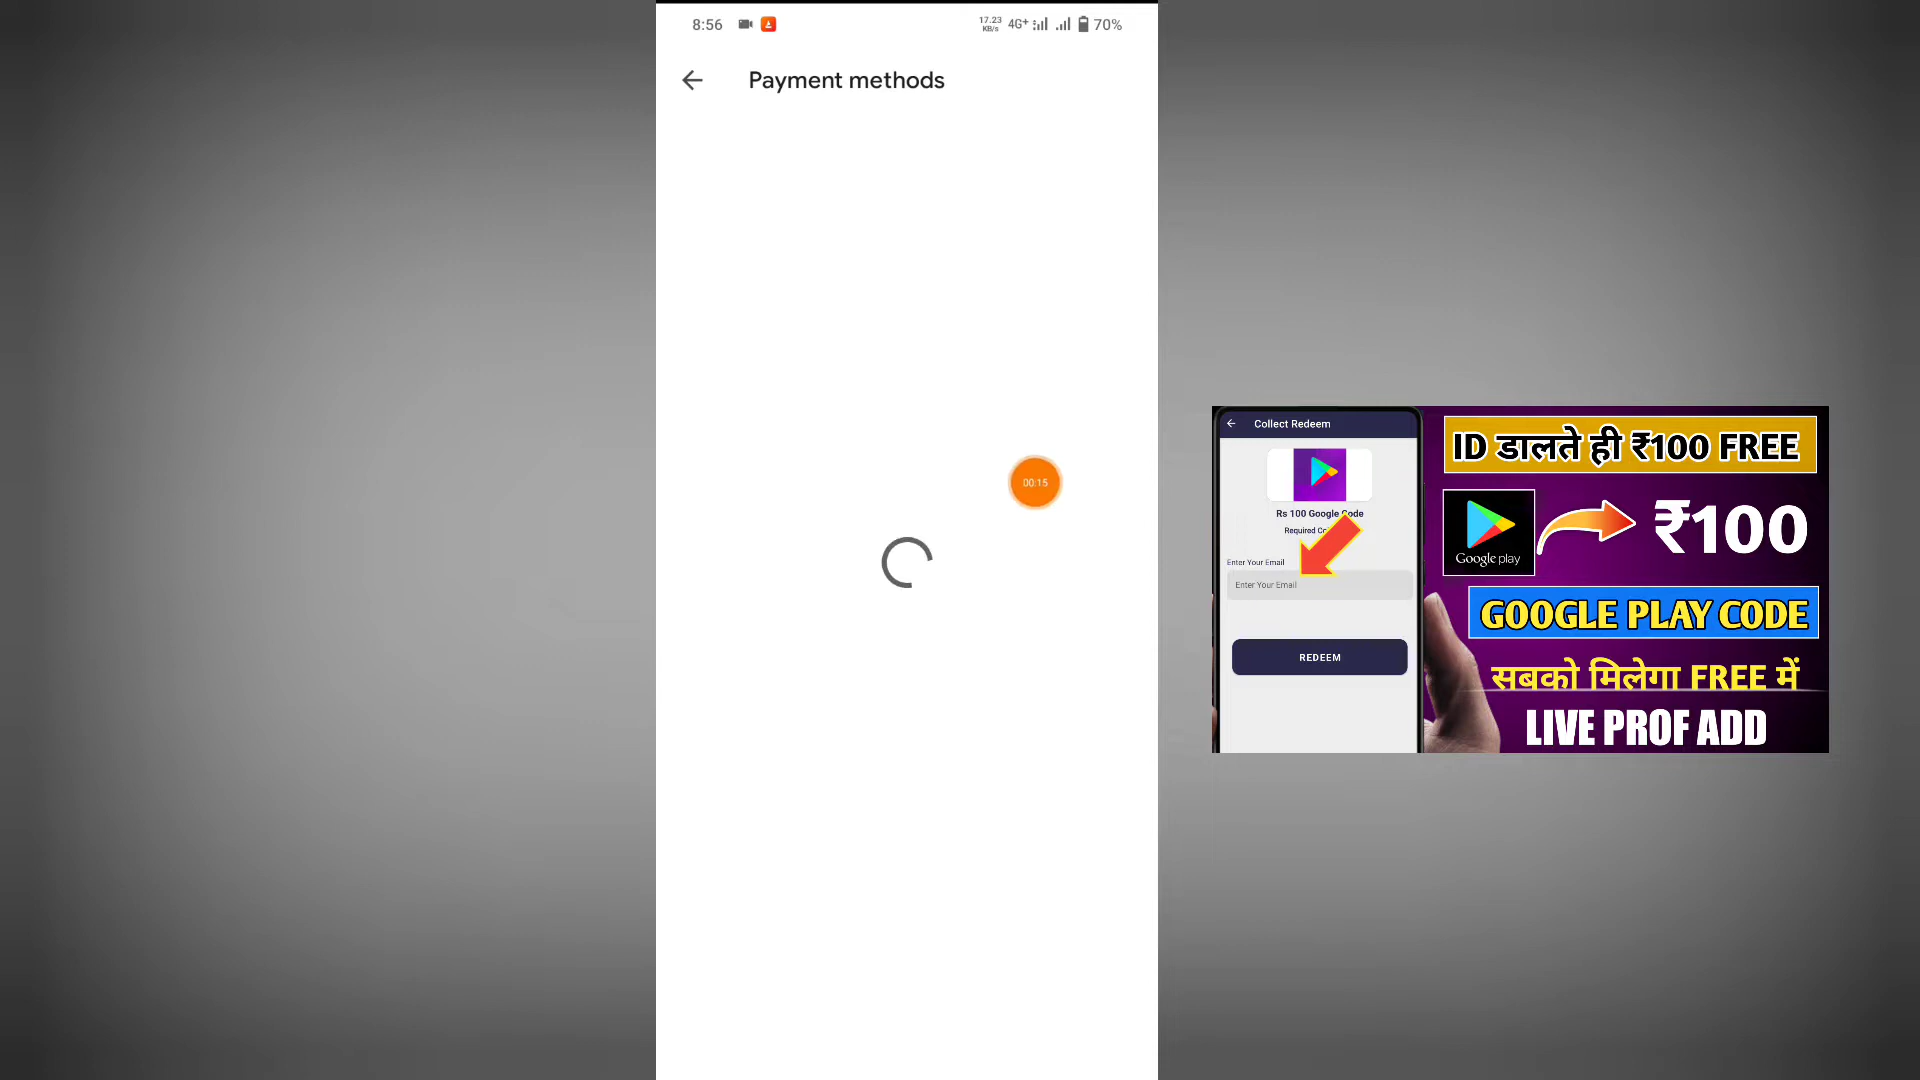 8:56
17.23
KB/s
4G+
70%
Payment methods
00:15
Collect Redeem
Rs 100 Google Code
Required
Enter Your Email
Enter Your Email
REDEEM
ID डालते ही ₹100 FREE
Google play
₹100
GOOGLE PLAY CODE
सबको मिलेगा FREE में
LIVE PROF ADD